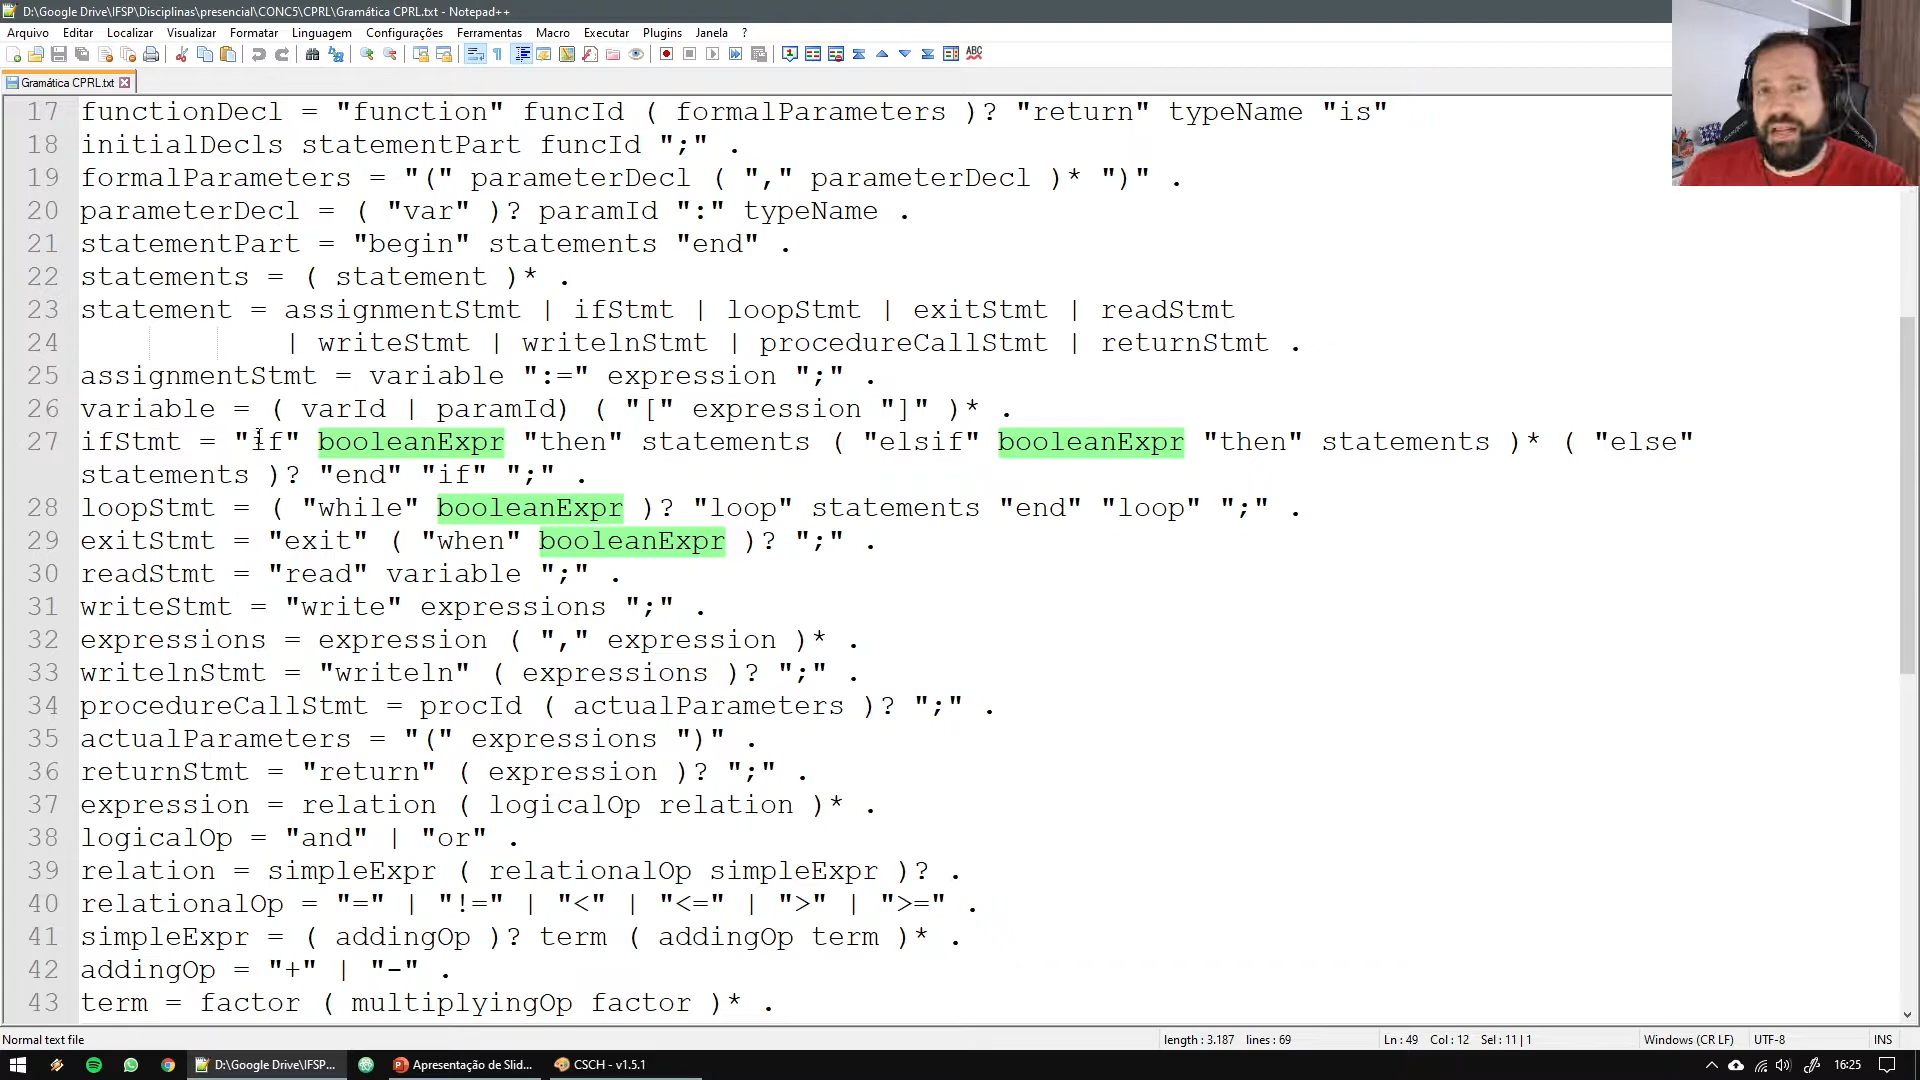 D:\Google Drive\IFSP\Disciplinas\presencial\CONC5\CPRL\Gramática CPRL.txt - Notepad++
Arquivo Editar Localizar Visualizar Formatar Linguagem Configurações Ferramentas Macro Executar Plugins Janela ?
ABC
Gramática CPRL.txt
17 functionDecl = "function" funcId ( formalParameters )? "return" typeName "is"
18 initialDecls statementPart funcId ";" .
19 formalParameters = "(" parameterDecl ( "," parameterDecl )* ")" .
20 parameterDecl = ( "var" )? paramId ":" typeName .
21 statementPart = "begin" statements "end" .
22 statements = ( statement )* .
23 statement = assignmentStmt | ifStmt | loopStmt | exitStmt | readStmt
24 | writeStmt | writelnStmt | procedureCallStmt | returnStmt .
25 assignmentStmt = variable ":=" expression ";" .
26 variable = ( varId | paramId) ( "[" expression "]" )* .
27 ifStmt = "if" booleanExpr "then" statements ( "elsif" booleanExpr "then" statements )* ( "else"
statements )? "end" "if" ";" .
28 loopStmt = ( "while" booleanExpr )? "loop" statements "end" "loop" ";" .
29 exitStmt = "exit" ( "when" booleanExpr )? ";" .
30 readStmt = "read" variable ";" .
31 writeStmt = "write" expressions ";" .
32 expressions = expression ( "," expression )* .
33 writelnStmt = "writeln" ( expressions )? ";" .
34 procedureCallStmt = procId ( actualParameters )? ";" .
35 actualParameters = "(" expressions ")" .
36 returnStmt = "return" ( expression )? ";" .
37 expression = relation ( logicalOp relation )* .
38 logicalOp = "and" | "or" .
39 relation = simpleExpr ( relationalOp simpleExpr )? .
40 relationalOp = "=" | "!=" | "<" | "<=" | ">" | ">=" .
41 simpleExpr = ( addingOp )? term ( addingOp term )* .
42 addingOp = "+" | "-" .
43 term = factor ( multiplyingOp factor )* .
Normal text file length : 3.187 lines : 69 Ln : 49 Col : 12 Sel : 11 | 1 Windows (CR LF) UTF-8 INS
D:\Google Drive\IFSP... Apresentação de Slid... CSCH - v1.5.1 16:25